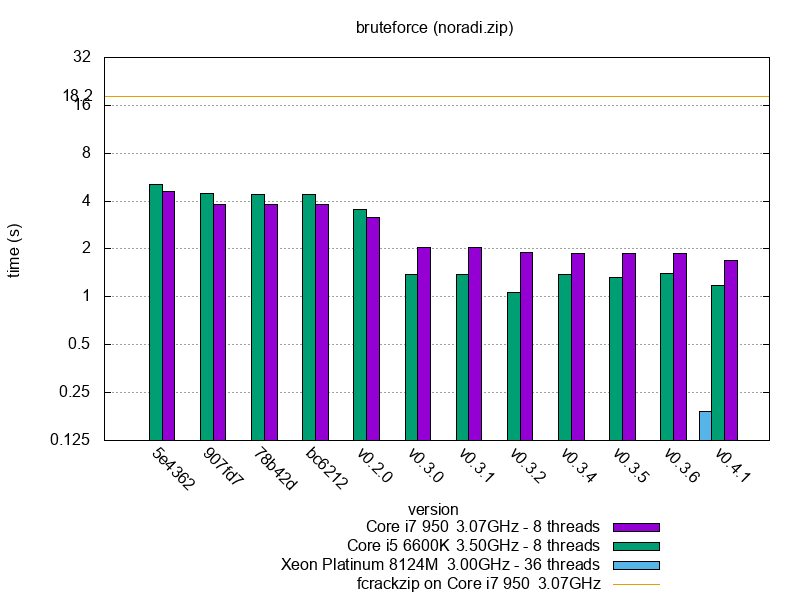 bruteforce (noradi.zip)
32
18.2
16
8
4
2
1
0.5
0.25
0.125
time (s)
5e4362
907fd7
78b42d
bc6212
v0.2.0
v0.3.0
v0.3.1
v0.3.2
v0.3.4
v0.3.5
v0.3.6
v0.4.1
version
Core i7 950 3.07GHz - 8 threads
Core i5 6600K 3.50GHz - 8 threads
Xeon Platinum 8124M 3.00GHz - 36 threads
fcrackzip on Core i7 950 3.07GHz